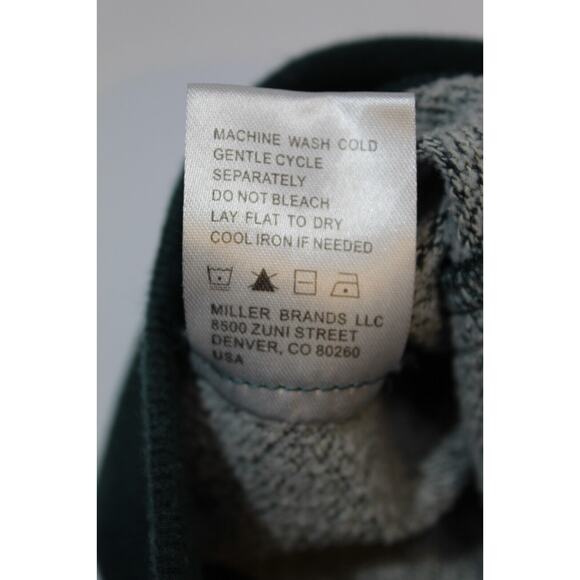 MACHINE WASH COLD
GENTLE CYCLE
SEPARATELY
DO NOT BLEACH
LAY FLAT TO DRY
COOL IRON IF NEEDED
MILLER BRANDS LLC
8500 ZUNI STREET
DENVER, CO 80260
USA